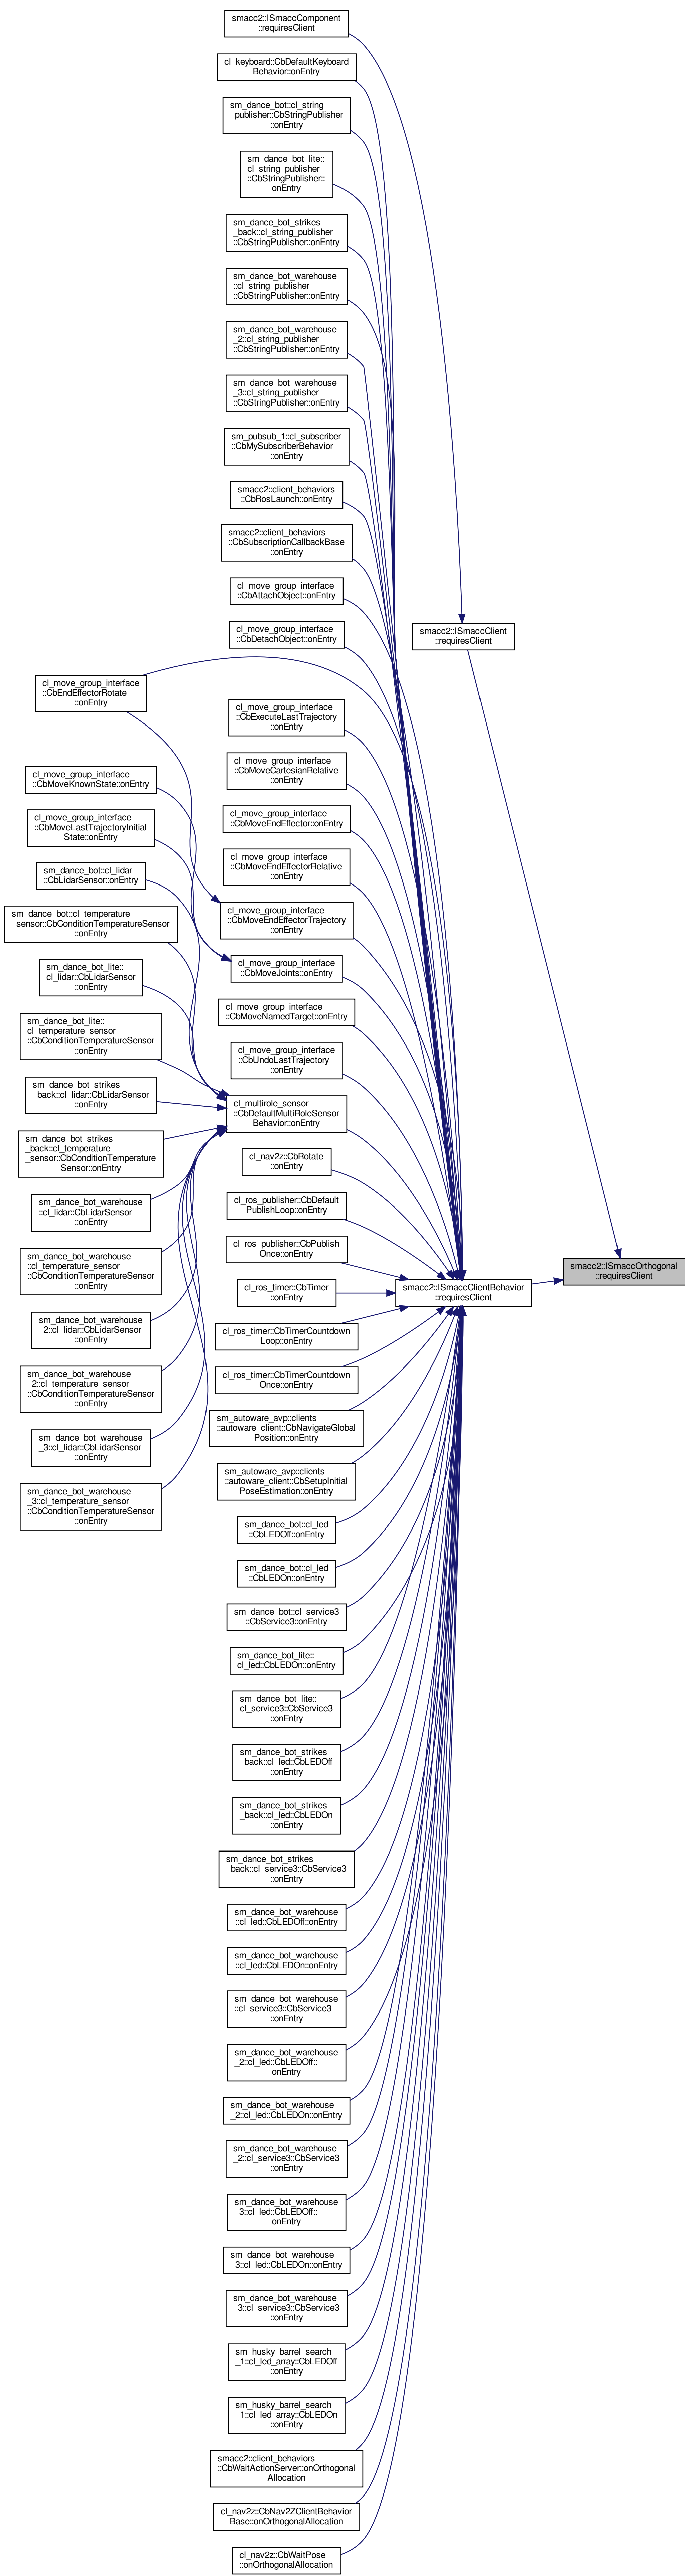 smacc2::ISmaccComponent
::requiresClient
cl_keyboard::CbDefaultKeyboard
Behavior::onEntry
sm_dance_bot::cl_string
_publisher::CbStringPublisher
::onEntry
sm_dance_bot_lite::
cl_string_publisher
::CbStringPublisher::
onEntry
sm_dance_bot_strikes
_back::cl_string_publisher
::CbStringPublisher::onEntry
sm_dance_bot_warehouse
::cl_string_publisher
::CbStringPublisher::onEntry
sm_dance_bot_warehouse
_2::cl_string_publisher
::CbStringPublisher::onEntry
sm_dance_bot_warehouse
_3::cl_string_publisher
::CbStringPublisher::onEntry
sm_pubsub_1::cl_subscriber
::CbMySubscriberBehavior
::onEntry
smacc2::client_behaviors
::CbRosLaunch::onEntry
smacc2::client_behaviors
::CbSubscriptionCallbackBase
::onEntry
cl_move_group_interface
::CbAttachObject::onEntry
cl_move_group_interface
::CbDetachObject::onEntry
smacc2::ISmaccClient
::requiresClient
cl_move_group_interface
::CbEndEffectorRotate
::onEntry
cl_move_group_interface
::CbExecuteLastTrajectory
::onEntry
cl_move_group_interface
::CbMoveKnownState::onEntry
cl_move_group_interface
::CbMoveCartesianRelative
::onEntry
cl_move_group_interface
::CbMoveLastTrajectoryInitial
State::onEntry
cl_move_group_interface
::CbMoveEndEffector::onEntry
sm_dance_bot::cl_lidar
::CbLidarSensor::onEntry
cl_move_group_interface
::CbMoveEndEffectorRelative
::onEntry
sm_dance_bot::cl_temperature
_sensor::CbConditionTemperatureSensor
::onEntry
cl_move_group_interface
::CbMoveEndEffectorTrajectory
::onEntry
sm_dance_bot_lite::
cl_lidar::CbLidarSensor
::onEntry
cl_move_group_interface
::CbMoveJoints::onEntry
sm_dance_bot_lite::
cl_temperature_sensor
::CbConditionTemperatureSensor
::onEntry
cl_move_group_interface
::CbMoveNamedTarget::onEntry
cl_move_group_interface
::CbUndoLastTrajectory
::onEntry
sm_dance_bot_strikes
_back::cl_lidar::CbLidarSensor
::onEntry
cl_multirole_sensor
::CbDefaultMultiRoleSensor
Behavior::onEntry
sm_dance_bot_strikes
_back::cl_temperature
_sensor::CbConditionTemperature
Sensor::onEntry
cl_nav2z::CbRotate
::onEntry
sm_dance_bot_warehouse
::cl_lidar::CbLidarSensor
::onEntry
cl_ros_publisher::CbDefault
PublishLoop::onEntry
cl_ros_publisher::CbPublish
Once::onEntry
sm_dance_bot_warehouse
::cl_temperature_sensor
::CbConditionTemperatureSensor
::onEntry
smacc2::ISmaccOrthogonal
::requiresClient
cl_ros_timer::CbTimer
::onEntry
smacc2::ISmaccClientBehavior
::requiresClient
sm_dance_bot_warehouse
_2::cl_lidar::CbLidarSensor
::onEntry
cl_ros_timer::CbTimerCountdown
Loop::onEntry
sm_dance_bot_warehouse
_2::cl_temperature_sensor
::CbConditionTemperatureSensor
::onEntry
cl_ros_timer::CbTimerCountdown
Once::onEntry
sm_autoware_avp::clients
::autoware_client::CbNavigateGlobal
Position::onEntry
sm_dance_bot_warehouse
_3::cl_lidar::CbLidarSensor
::onEntry
sm_autoware_avp::clients
::autoware_client::CbSetupInitial
PoseEstimation::onEntry
sm_dance_bot_warehouse
_3::cl_temperature_sensor
::CbConditionTemperatureSensor
::onEntry
sm_dance_bot::cl_led
::CbLEDOff::onEntry
sm_dance_bot::cl_led
::CbLEDOn::onEntry
sm_dance_bot::cl_service3
::CbService3::onEntry
sm_dance_bot_lite::
cl_led::CbLEDOn::onEntry
sm_dance_bot_lite::
cl_service3::CbService3
::onEntry
sm_dance_bot_strikes
_back::cl_led::CbLEDOff
::onEntry
sm_dance_bot_strikes
_back::cl_led::CbLEDOn
::onEntry
sm_dance_bot_strikes
_back::cl_service3::CbService3
::onEntry
sm_dance_bot_warehouse
::cl_led::CbLEDOff::onEntry
sm_dance_bot_warehouse
::cl_led::CbLEDOn::onEntry
sm_dance_bot_warehouse
::cl_service3::CbService3
::onEntry
sm_dance_bot_warehouse
_2::cl_led::CbLEDOff::
onEntry
sm_dance_bot_warehouse
_2::cl_led::CbLEDOn::onEntry
sm_dance_bot_warehouse
_2::cl_service3::CbService3
::onEntry
sm_dance_bot_warehouse
_3::cl_led::CbLEDOff::
onEntry
sm_dance_bot_warehouse
_3::cl_led::CbLEDOn::onEntry
sm_dance_bot_warehouse
_3::cl_service3::CbService3
::onEntry
sm_husky_barrel_search
_1::cl_led_array::CbLEDOff
::onEntry
sm_husky_barrel_search
_1::cl_led_array::CbLEDOn
::onEntry
smacc2::client_behaviors
::CbWaitActionServer::onOrthogonal
Allocation
cl_nav2z::CbNav2ZClientBehavior
Base::onOrthogonalAllocation
cl_nav2z::CbWaitPose
::onOrthogonalAllocation